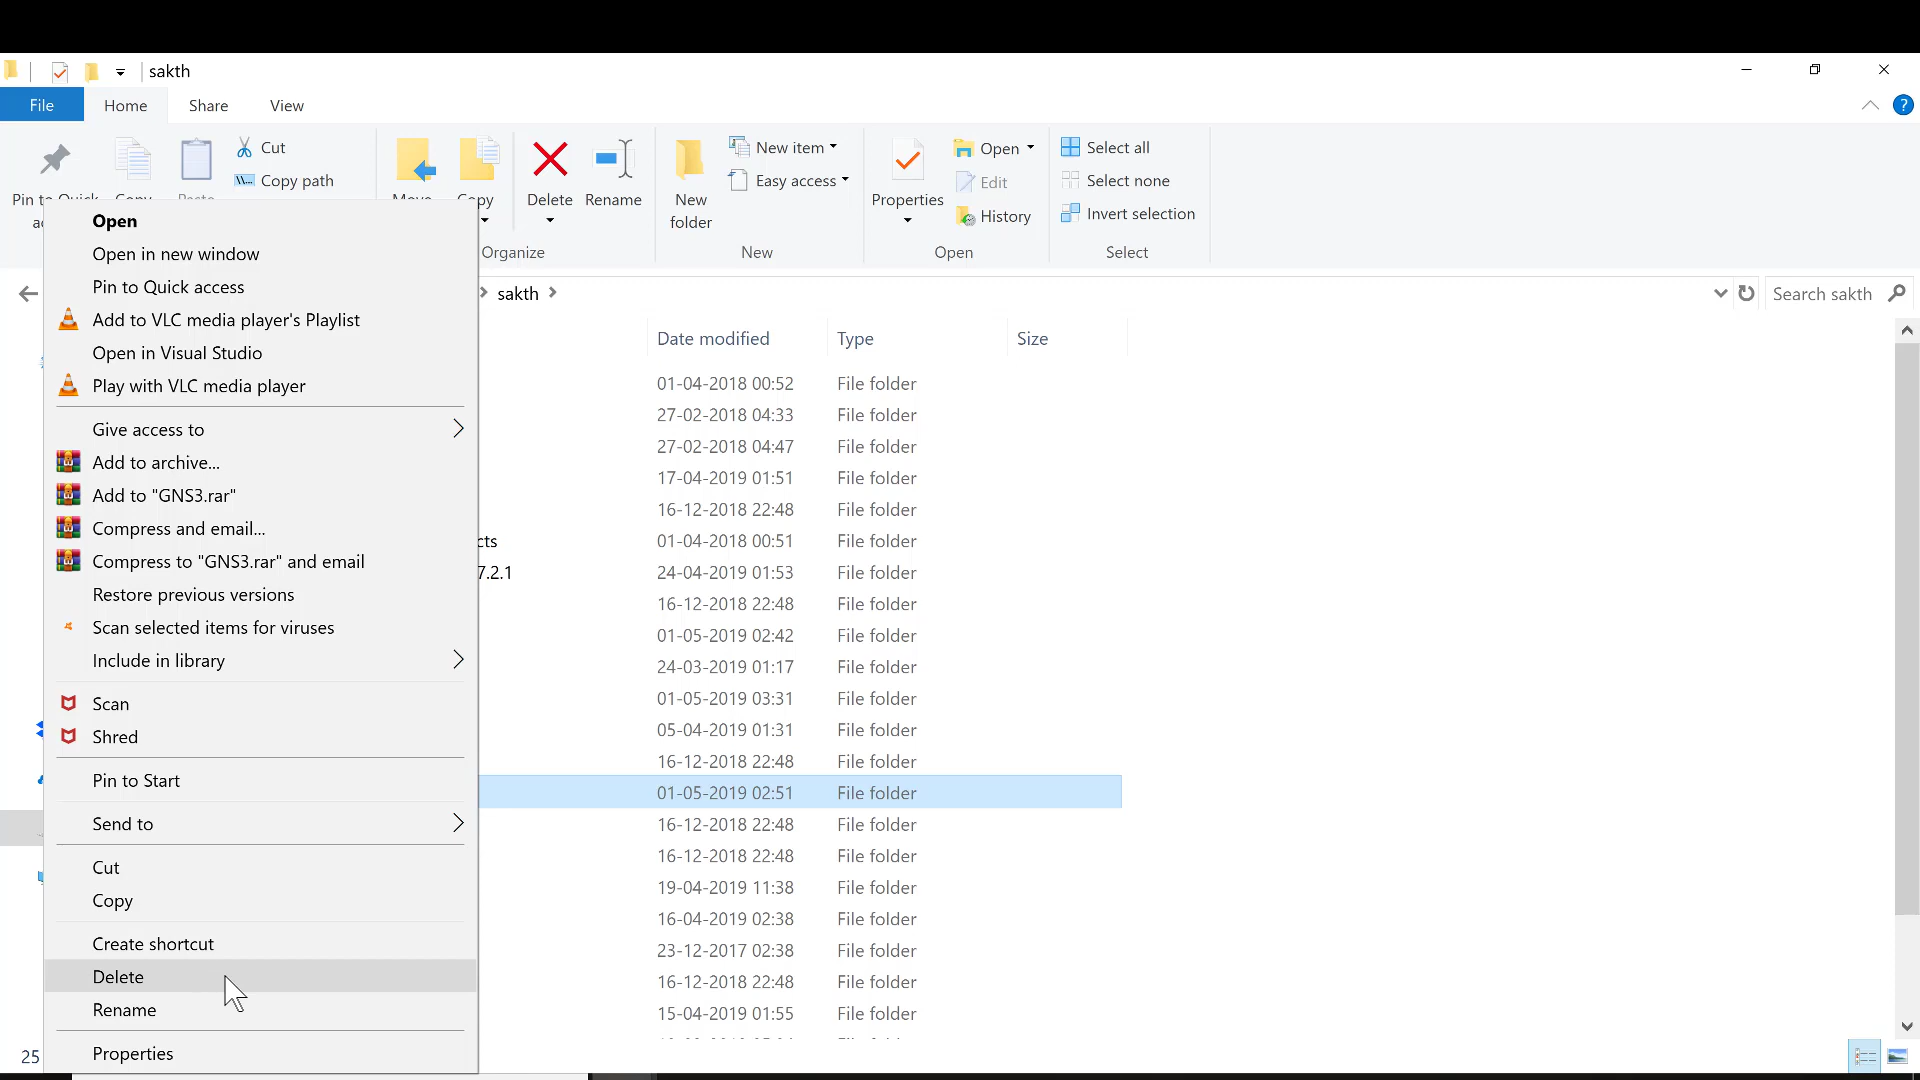 sakth
File
Home
Share
View
Cut
Copy path
New item
Easy access
Open
Edit
History
Select all
Select none
Invert selection
Delete
Rename
New
folder
Properties
Organize
New
Open
Select
sakth
Search sakth
Open
Open in new window
Pin to Quick access
Add to VLC media player's Playlist
Open in Visual Studio
Play with VLC media player
Give access to
Add to archive...
Add to "GNS3.rar"
Compress and email...
Compress to "GNS3.rar" and email
Restore previous versions
Scan selected items for viruses
Include in library
Scan
Shred
Pin to Start
Send to
Cut
Copy
Create shortcut
Delete
Rename
Properties
Date modified Type Size
01-04-2018 00:52 File folder
27-02-2018 04:33 File folder
27-02-2018 04:47 File folder
17-04-2019 01:51 File folder
16-12-2018 22:48 File folder
cts 01-04-2018 00:51 File folder
7.2.1 24-04-2019 01:53 File folder
16-12-2018 22:48 File folder
01-05-2019 02:42 File folder
24-03-2019 01:17 File folder
01-05-2019 03:31 File folder
05-04-2019 01:31 File folder
16-12-2018 22:48 File folder
01-05-2019 02:51 File folder
16-12-2018 22:48 File folder
16-12-2018 22:48 File folder
19-04-2019 11:38 File folder
16-04-2019 02:38 File folder
23-12-2017 02:38 File folder
16-12-2018 22:48 File folder
15-04-2019 01:55 File folder
25